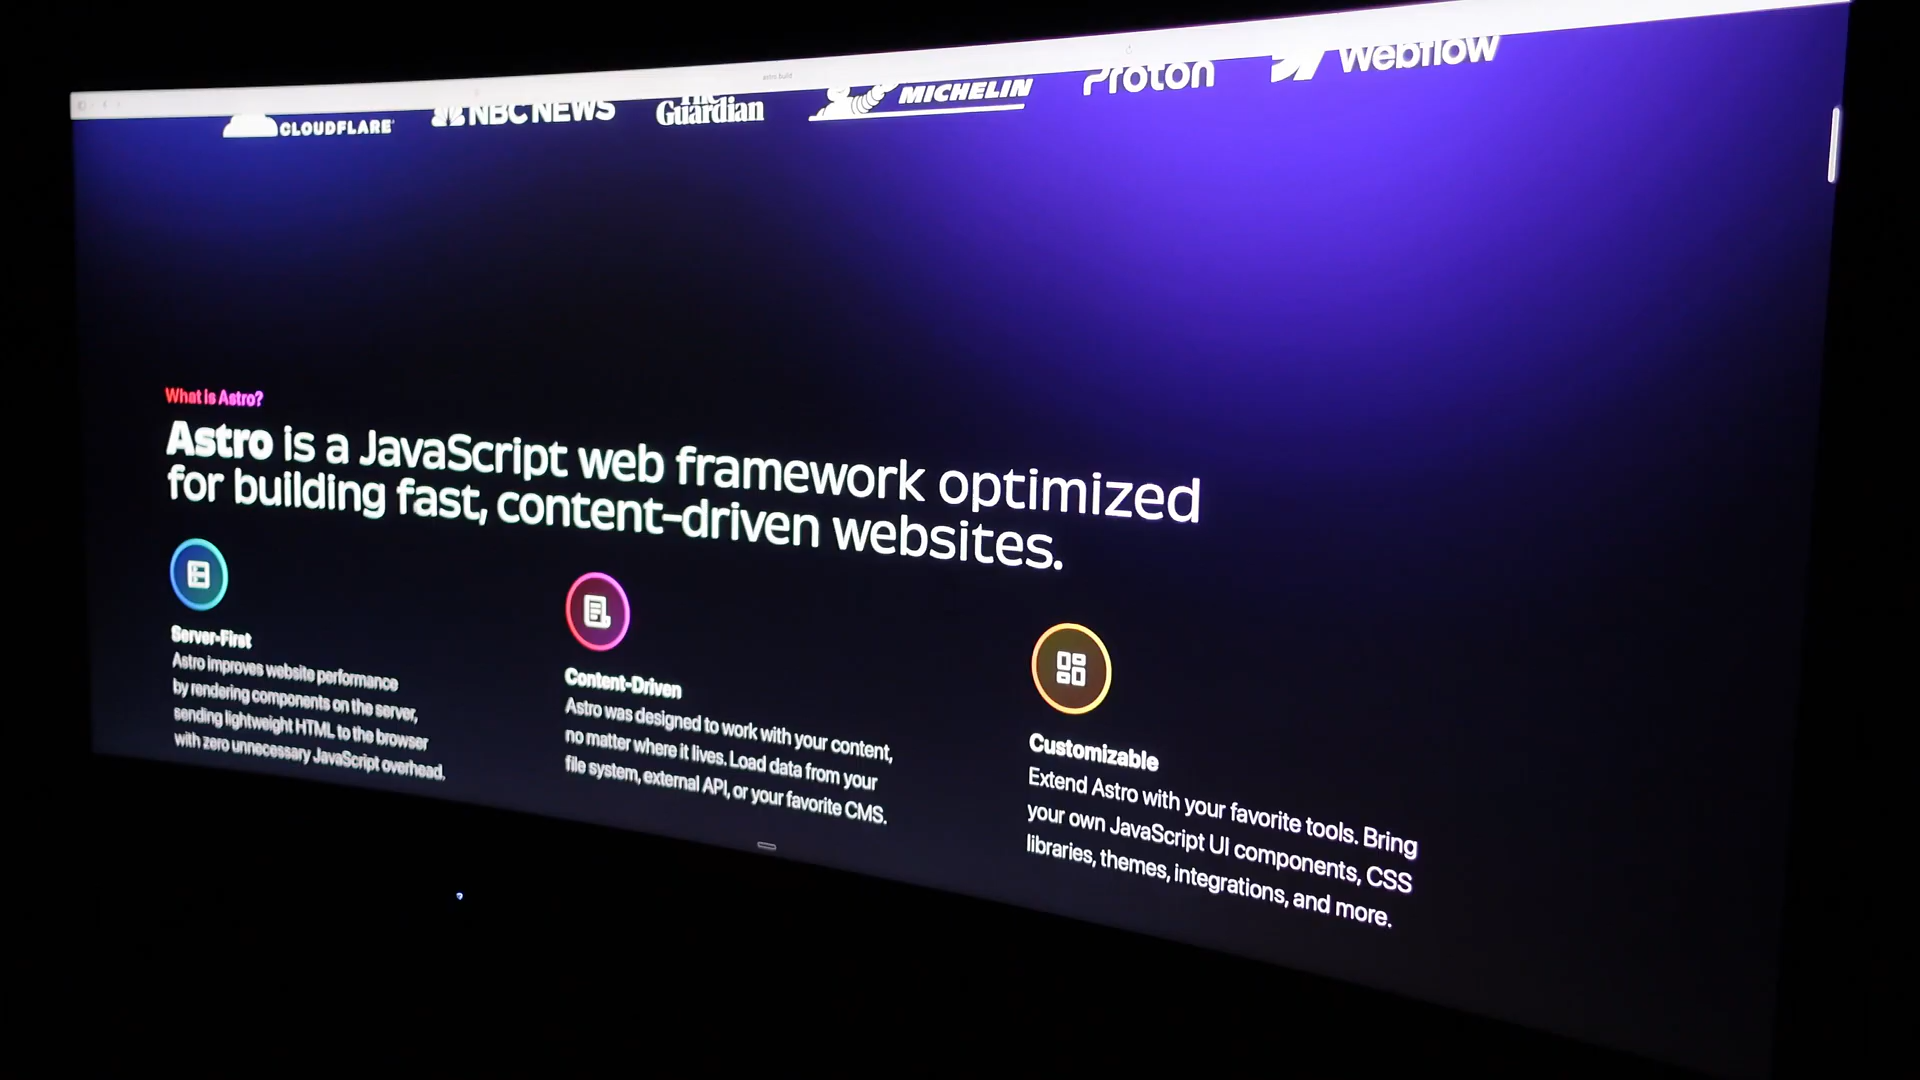 astro.build
CLOUDFLARE
NBC NEWS
The Guardian
MICHELIN
Proton
Webflow
What is Astro?
Astro is a JavaScript web framework optimized
for building fast, content-driven websites.
Server-First
Astro improves website performance
by rendering components on the server,
sending lightweight HTML to the browser
with zero unnecessary JavaScript overhead.
Content-Driven
Astro was designed to work with your content,
no matter where it lives. Load data from your
file system, external API, or your favorite CMS.
Customizable
Extend Astro with your favorite tools. Bring
your own JavaScript UI components, CSS
libraries, themes, integrations, and more.